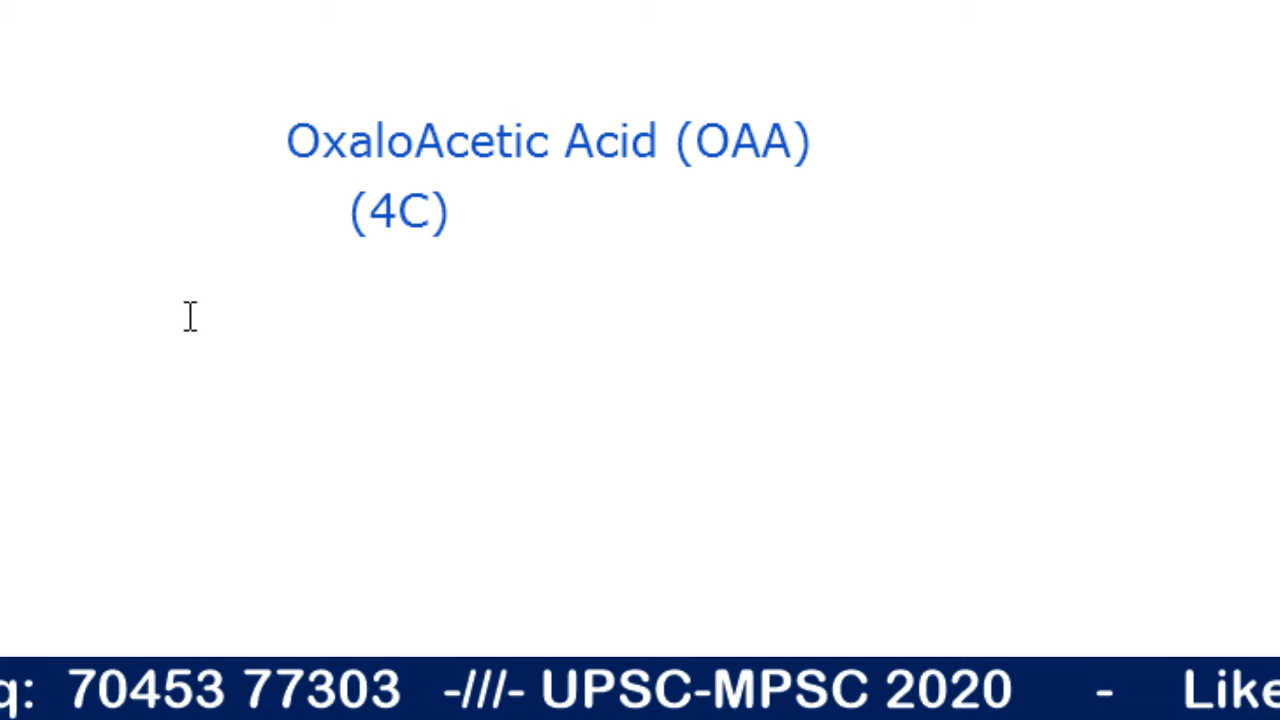 OxaloAcetic Acid (OAA)
(4C)
q: 70453 77303 -///- UPSC-MPSC 2020 - Like